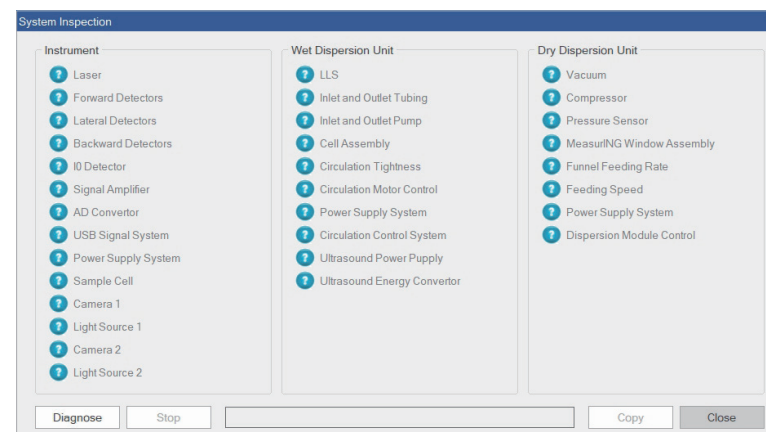 System Inspection
Instrument
? Laser
? Forward Detectors
? Lateral Detectors
? Backward Detectors
? I0 Detector
? Signal Amplifier
? AD Convertor
? USB Signal System
? Power Supply System
? Sample Cell
? Camera 1
? Light Source 1
? Camera 2
? Light Source 2
Wet Dispersion Unit
? LLS
? Inlet and Outlet Tubing
? Inlet and Outlet Pump
? Cell Assembly
? Circulation Tightness
? Circulation Motor Control
? Power Supply System
? Circulation Control System
? Ultrasound Power Pupply
? Ultrasound Energy Convertor
Dry Dispersion Unit
? Vacuum
? Compressor
? Pressure Sensor
? MeasurING Window Assembly
? Funnel Feeding Rate
? Feeding Speed
? Power Supply System
? Dispersion Module Control
Diagnose Stop Copy Close